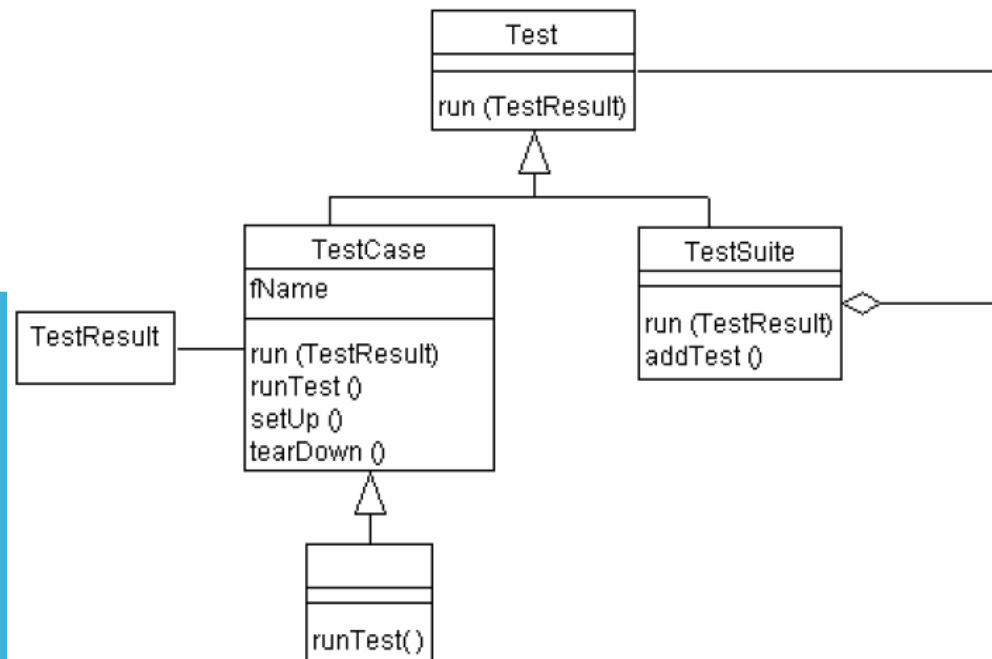 Test
run (TestResult)
TestCase
fName
run (TestResult)
runTest ()
setUp ()
tearDown ()
TestSuite
run (TestResult)
addTest ()
TestResult
runTest()